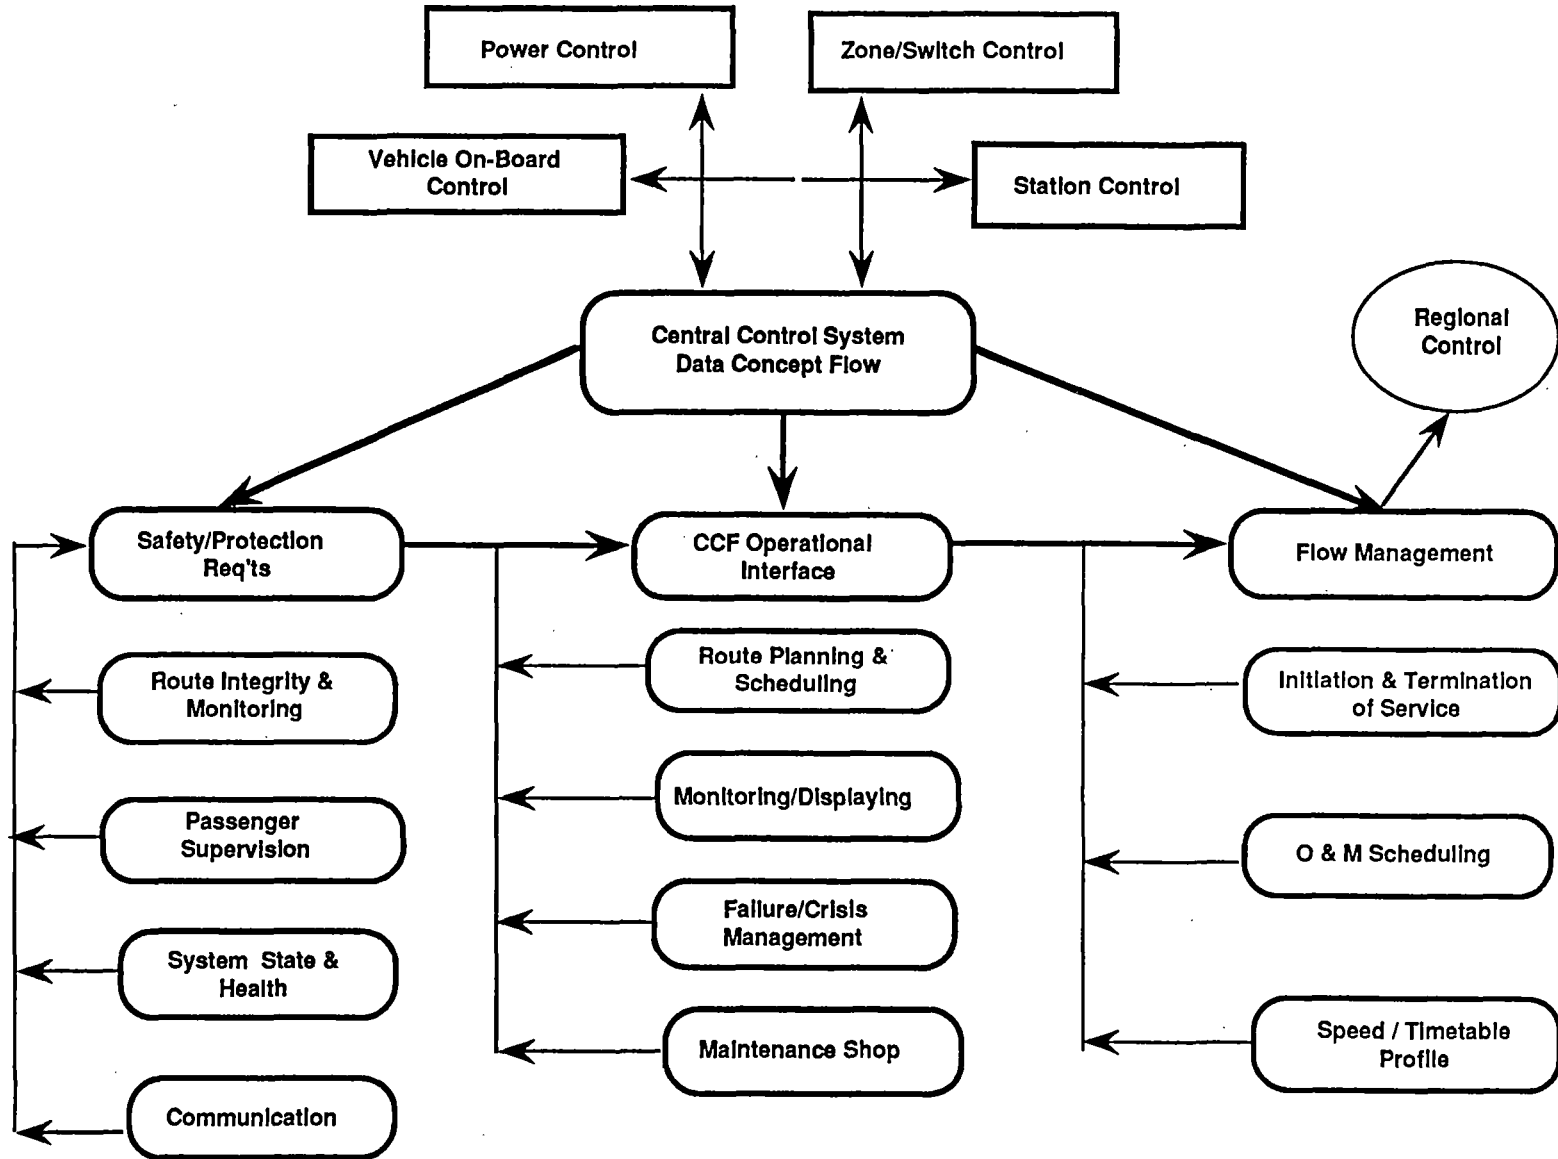 Power Control
Zone/Switch Control
Vehicle On-Board
Control
Station Control
Central Control System
Data Concept Flow
Regional
Control
Safety/Protection
Req'ts
CCF Operational
Interface
Flow Management
Route Integrity &
Monitoring
Route Planning &
Scheduling
Initiation & Termination
of Service
Passenger
Supervision
Monitoring/Displaying
O & M Scheduling
System State &
Health
Failure/Crisis
Management
Communication
Maintenance Shop
Speed / Timetable
Profile